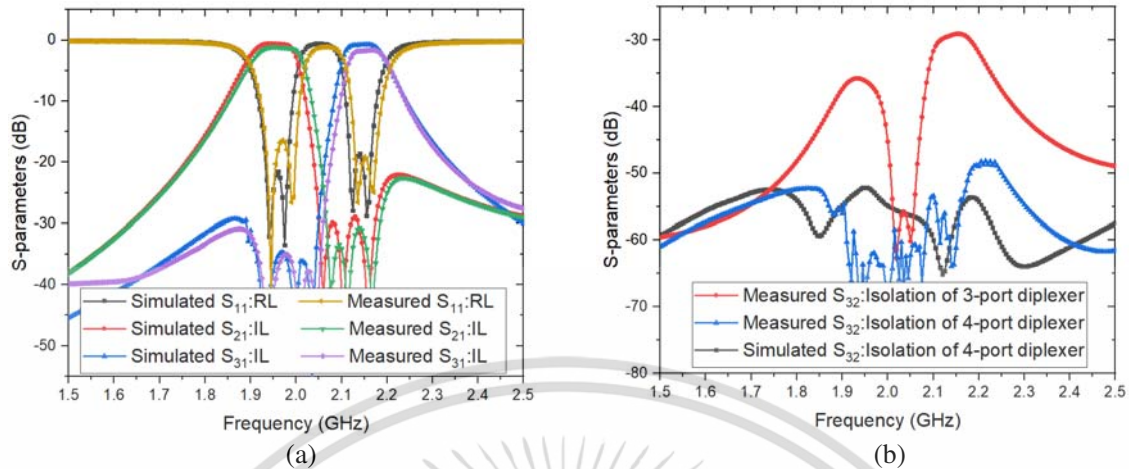 0
-10
-20
-30
-40
-50
S-parameters (dB)
Simulated S₁₁:RL Measured S₁₁:RL
Simulated S₂₁:IL Measured S₂₁:IL
Simulated S₃₁:IL Measured S₃₁:IL
1.5 1.6 1.7 1.8 1.9 2.0 2.1 2.2 2.3 2.4 2.5
Frequency (GHz)
(a)
-30
-40
-50
-60
-70
-80
S-parameters (dB)
Measured S₃₂:Isolation of 3-port diplexer
Measured S₃₂:Isolation of 4-port diplexer
Simulated S₃₂:Isolation of 4-port diplexer
1.5 1.6 1.7 1.8 1.9 2.0 2.1 2.2 2.3 2.4 2.5
Frequency (GHz)
(b)